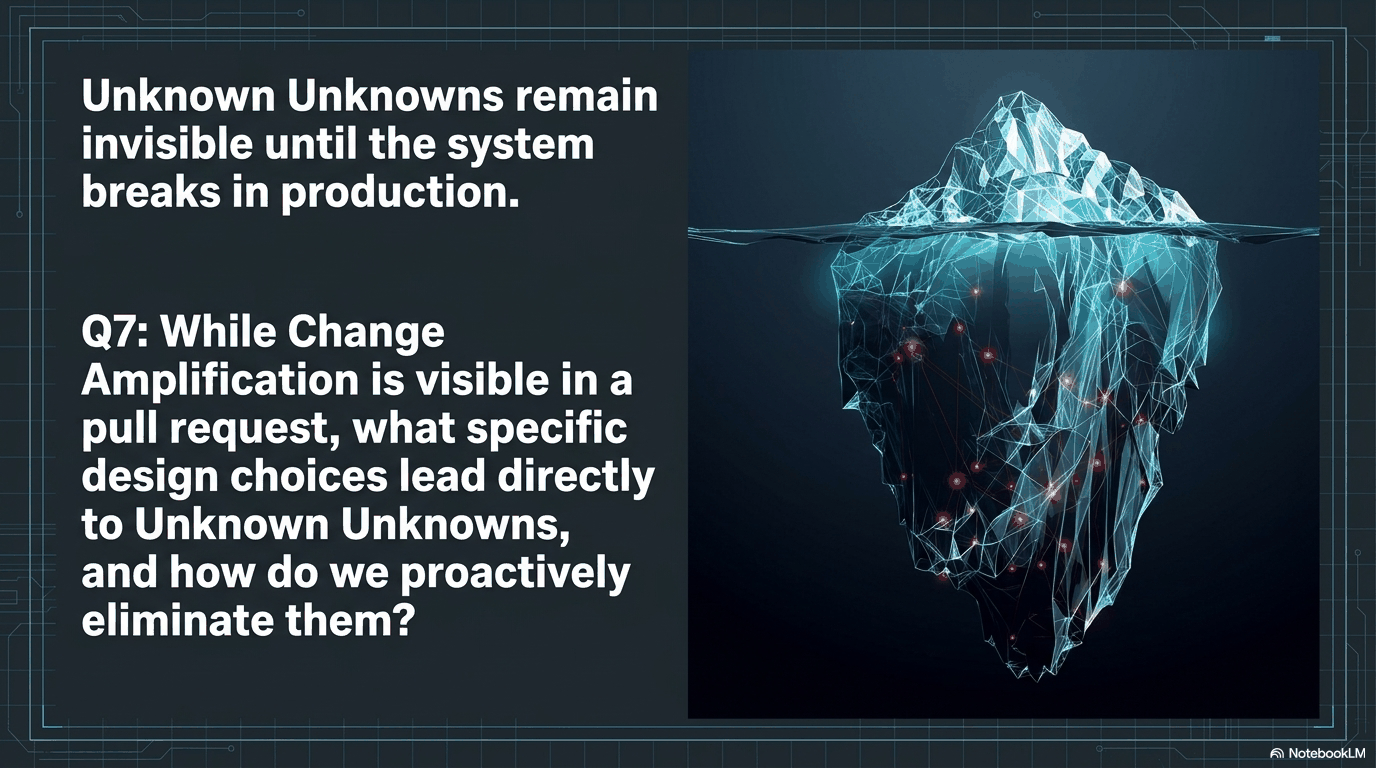 Unknown Unknowns remain
invisible until the system
breaks in production.
Q7: While Change
Amplification is visible in a
pull request, what specific
design choices lead directly
to Unknown Unknowns,
and how do we proactively
eliminate them?
NotebookLM